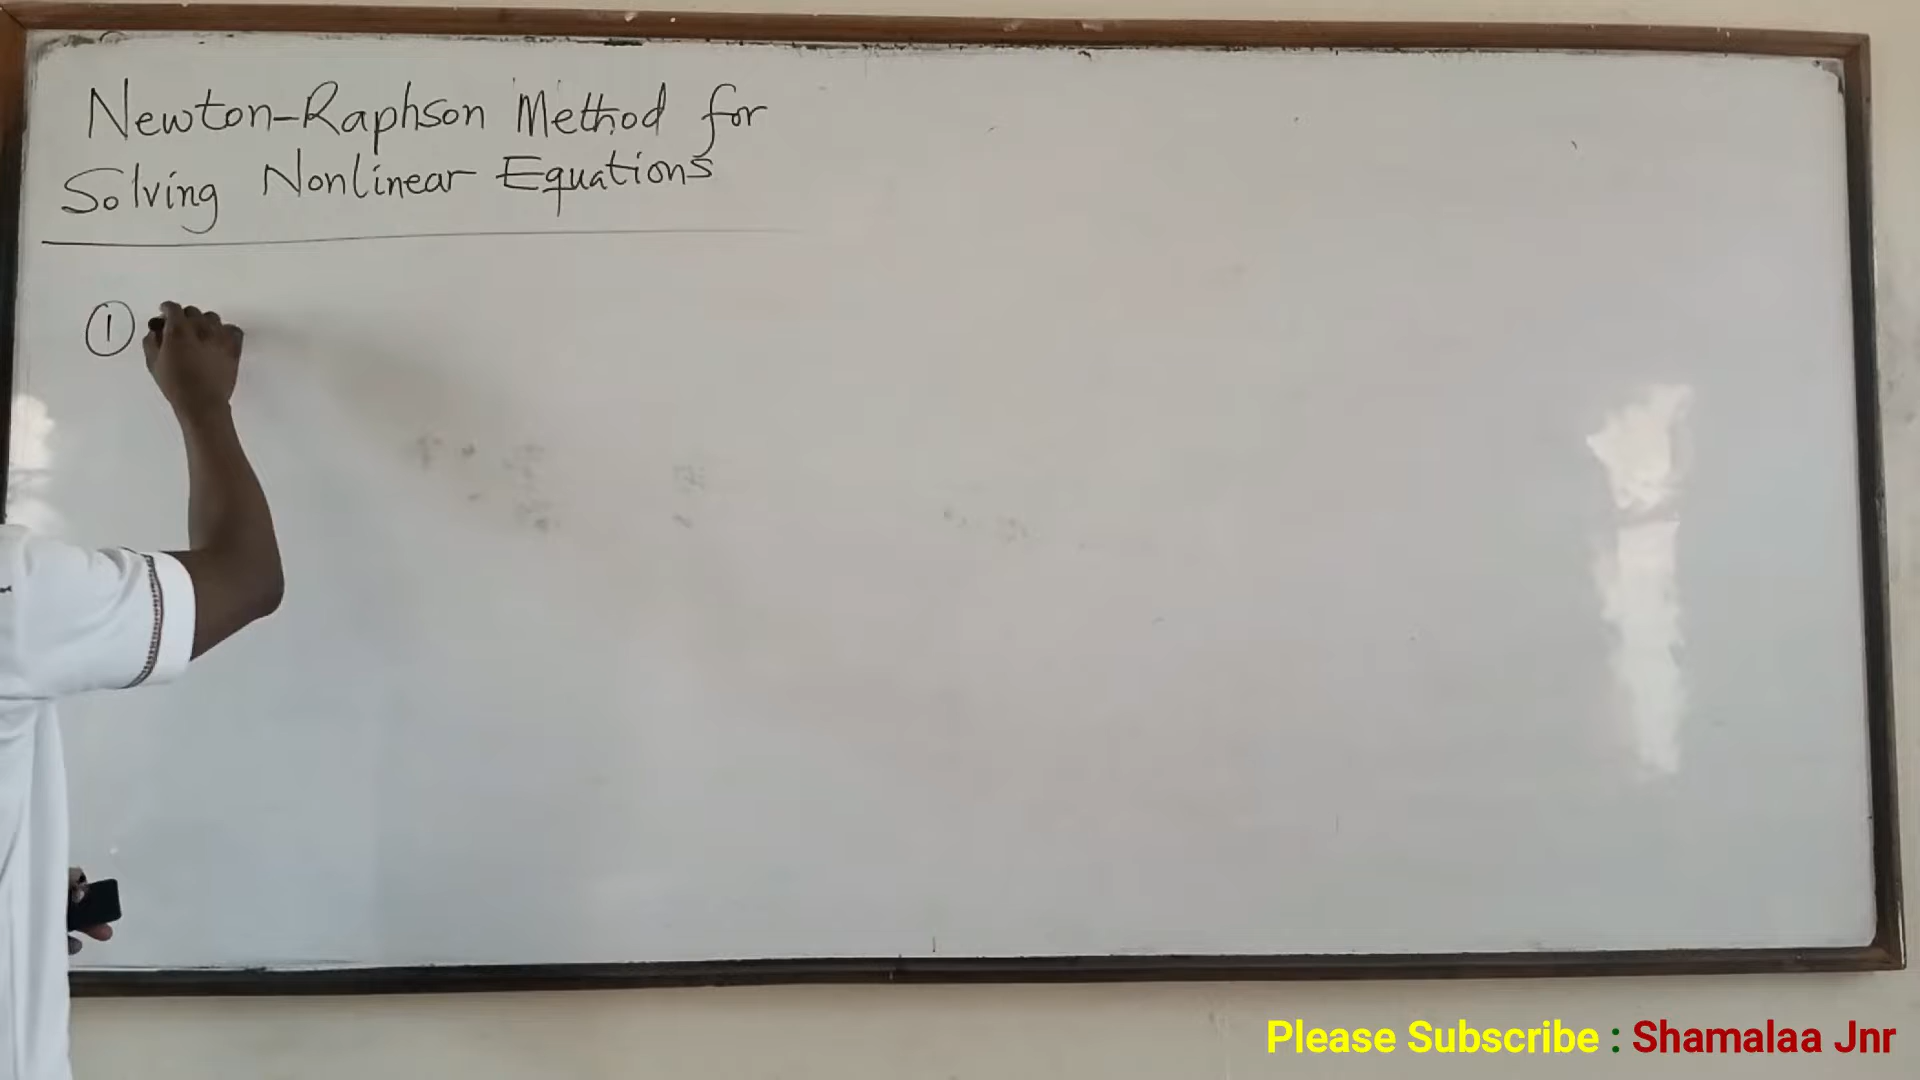 Newton-Raphson Method for
Solving Nonlinear Equations
①
Please Subscribe : Shamalaa Jnr